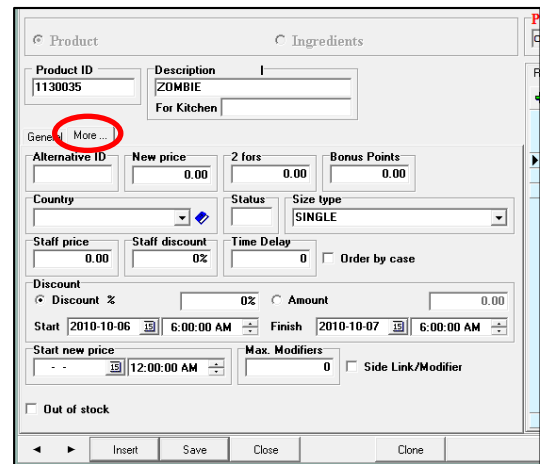 P
Product Ingredients
Product ID Description
1130035 ZOMBIE
For Kitchen
General More ...
Alternative ID New price 2 fors Bonus Points
0.00 0.00 0.00
Country Status Size type
SINGLE
Staff price Staff discount Time Delay
0.00 0% 0 Order by case
Discount
Discount % 0% Amount 0.00
Start 2010-10-06 15 6:00:00 AM Finish 2010-10-07 15 6:00:00 AM
Start new price Max. Modifiers
- - 15 12:00:00 AM 0 Side Link/Modifier
Out of stock
Insert Save Close Clone